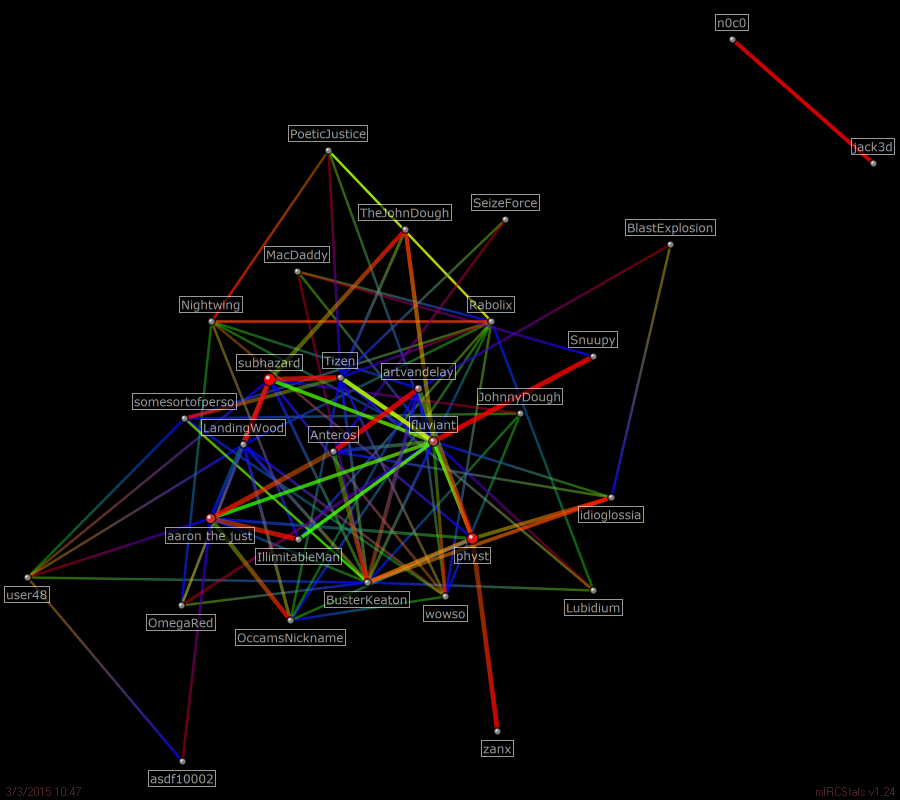 n0c0
PoeticJustice
jack3d
SeizeForce
TheJohnDough
BlastExplosion
MacDaddy
Nightwing
Rabolix
Snuupy
subhazard
Tizen
artvandelay
JohnnyDough
somesortofperso
LandingWood
Anteros
fluviant
idioglossia
aaron the just
IllimitableMan
physt
user48
BusterKeaton
wowso
Lubidium
OmegaRed
OccamsNickname
zanx
asdf10002
3/3/2015 10:47
mIRCStats v1.24